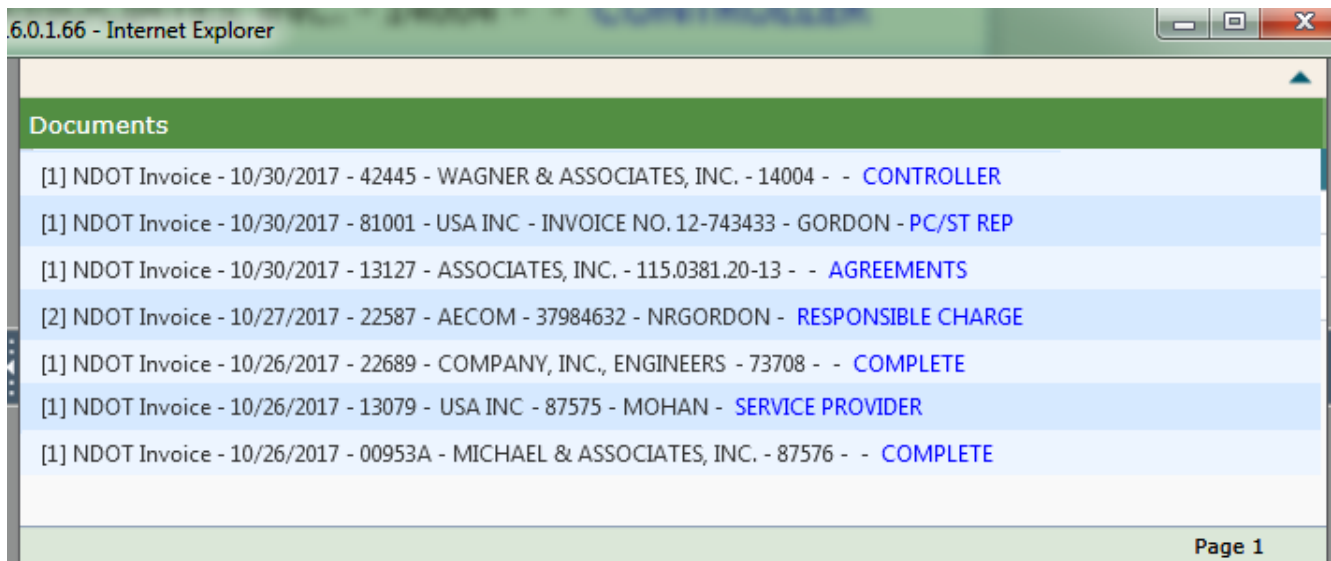 6.0.1.66 - Internet Explorer
Documents
[1] NDOT Invoice - 10/30/2017 - 42445 - WAGNER & ASSOCIATES, INC. - 14004 - - CONTROLLER
[1] NDOT Invoice - 10/30/2017 - 81001 - USA INC - INVOICE NO. 12-743433 - GORDON - PC/ST REP
[1] NDOT Invoice - 10/30/2017 - 13127 - ASSOCIATES, INC. - 115.0381.20-13 - - AGREEMENTS
[2] NDOT Invoice - 10/27/2017 - 22587 - AECOM - 37984632 - NRGORDON - RESPONSIBLE CHARGE
[1] NDOT Invoice - 10/26/2017 - 22689 - COMPANY, INC., ENGINEERS - 73708 - - COMPLETE
[1] NDOT Invoice - 10/26/2017 - 13079 - USA INC - 87575 - MOHAN - SERVICE PROVIDER
[1] NDOT Invoice - 10/26/2017 - 00953A - MICHAEL & ASSOCIATES, INC. - 87576 - - COMPLETE
Page 1